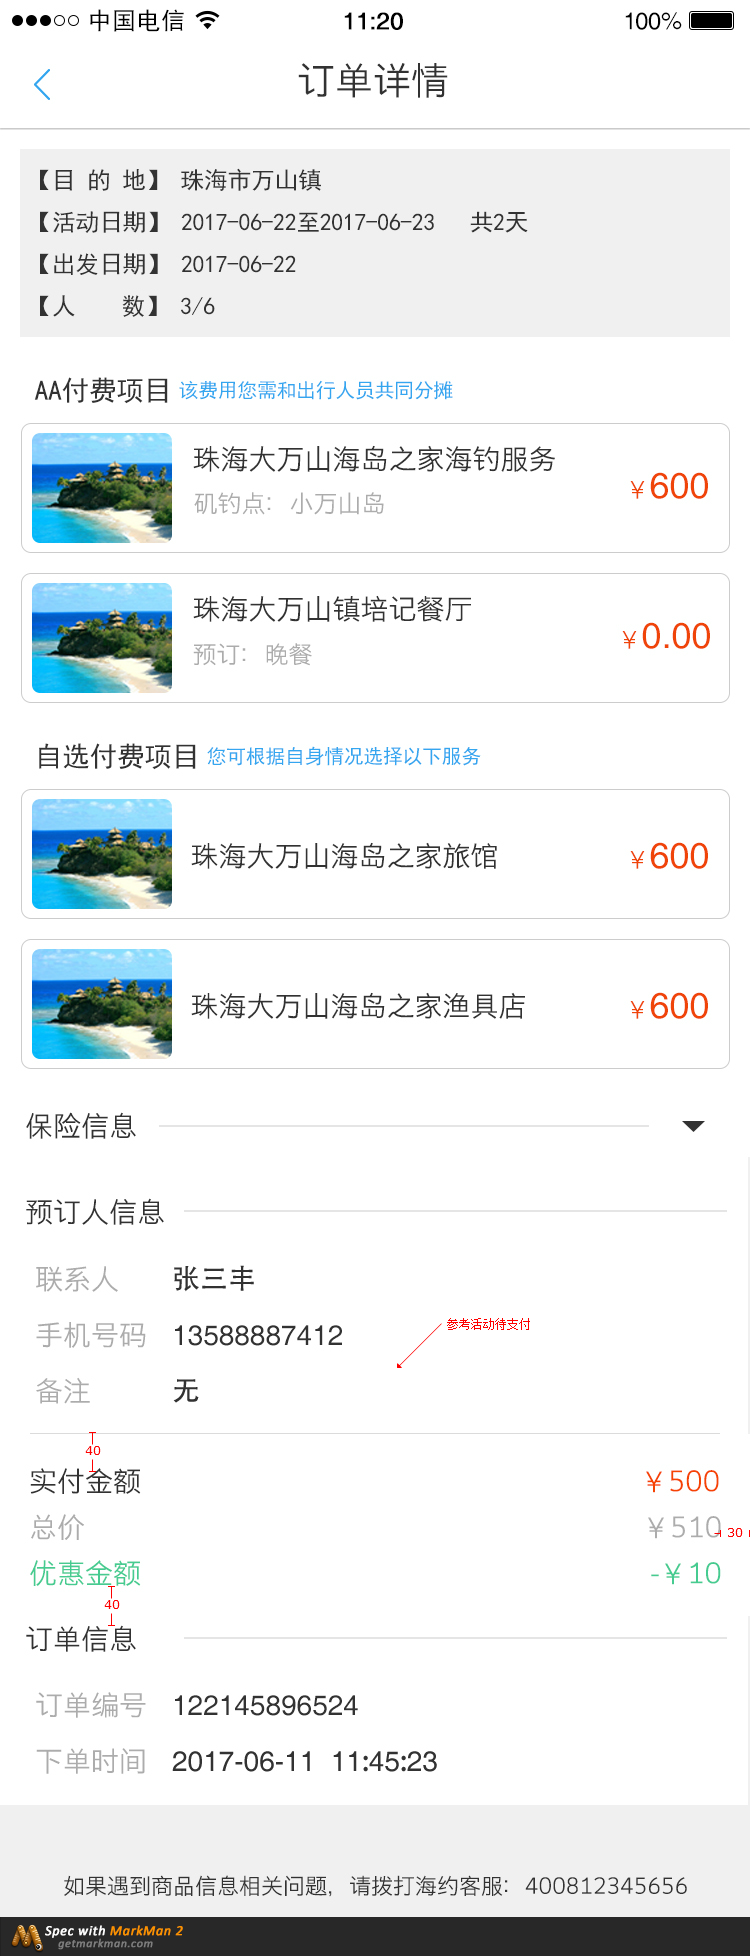 中国电信 11:20 100%
订单详情
【目 的 地】 珠海市万山镇
【活动日期】 2017-06-22至2017-06-23 共2天
【出发日期】 2017-06-22
【人 数】 3/6
AA付费项目 该费用您需和出行人员共同分摊
珠海大万山海岛之家海钓服务
矶钓点: 小万山岛
¥600
珠海大万山镇培记餐厅
预订: 晚餐
¥0.00
自选付费项目 您可根据自身情况选择以下服务
珠海大万山海岛之家旅馆 ¥600
珠海大万山海岛之家渔具店 ¥600
保险信息
预订人信息
联系人 张三丰
参考活动待支付
手机号码 13588887412
备注 无
40
实付金额 ¥500
总价 ¥510
30
优惠金额 -¥10
40
订单信息
订单编号 122145896524
下单时间 2017-06-11 11:45:23
如果遇到商品信息相关问题，请拨打海约客服：400812345656
Spec with MarkMan 2
getmarkman.com